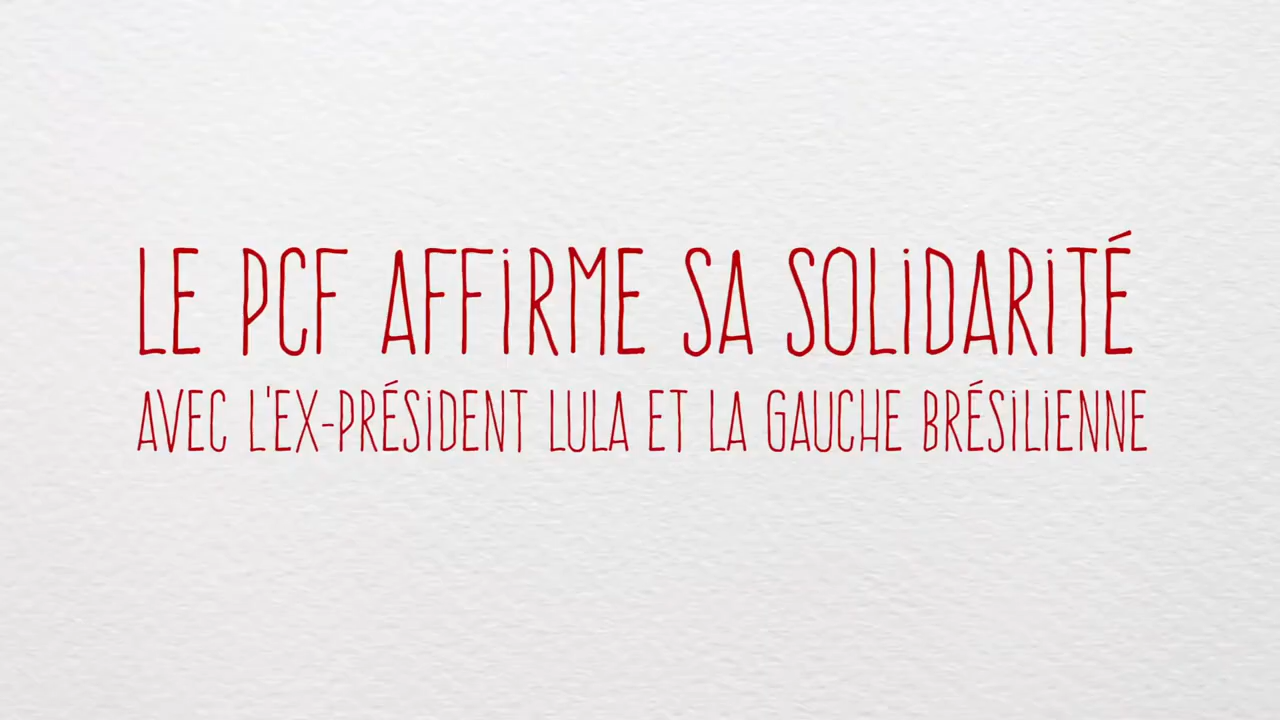 LE PCF AFFiRME SA SOLiDARiTÉ
AVEC L'EX-PRÉSiDENT LULA ET LA GAUCHE BRÉSiLiENNE